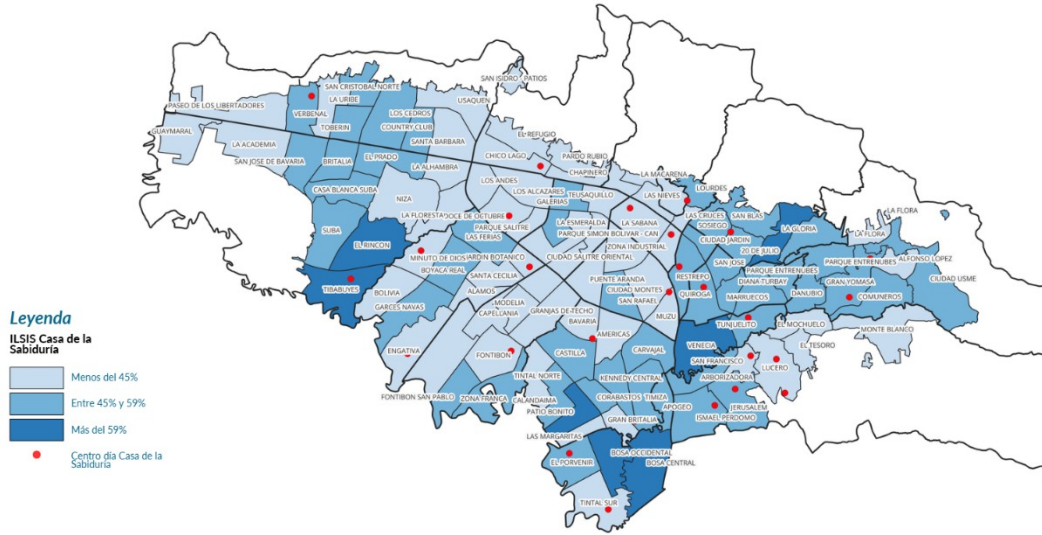 SAN ISIDRO - PATIOS
SAN CRISTOBAL NORTE
PASEO DE LOS LIBERTADORES
LA URIBE
USAQUEN
VERBENAL
LOS CEDROS
TOBERIN
COUNTRY CLUB
GUAYMARAL
EL REFUGIO
LA ACADEMIA
SANTA BARBARA
SAN JOSE DE BAVARIA
BRITALIA
EL PRADO
CHICO LAGO
PARDO RUBIO
LA ALHAMBRA
CHAPINERO
LA MACARENA
LOS ANDES
CASA BLANCA SUBA
NIZA
LOS ALCAZARES
TEUSAQUILLO
LAS NIEVES
LOURDES
GALERIAS
LA FLORESTA
DOCE DE OCTUBRE
LAS CRUCES
SAN BLAS
LA FLORA
PARQUE SALITRE
LA ESMERALDA
LA SABANA
SOSIEGO
LA GLORIA
SUBA
LAS FERIAS
PARQUE SIMON BOLIVAR - CAN
CIUDAD JARDIN
LA FLORA
EL RINCON
ZONA INDUSTRIAL
20 DE JULIO
MINUTO DE DIOS
JARDIN BOTANICO
CIUDAD SALITRE ORIENTAL
SAN JOSE
PARQUE ENTRENUBES
ALFONSO LOPEZ
BOYACA REAL
SANTA CECILIA
RESTREPO
PARQUE ENTRENUBES
CIUDAD USME
TIBABUYES
PUENTE ARANDA
DIANA TURBAY
GRAN YOMASA
BOLIVIA
ALAMOS
CIUDAD MONTES
QUIROGA
MARRUECOS
DANUBIO
COMUNEROS
GARCES NAVAS
MODELIA
SAN RAFAEL
CAPELLANIA
GRANJAS DE TECHO
MUZU
BAVARIA
TUNJUELITO
EL MOCHUELO
MONTE BLANCO
AMERICAS
ENGATIVA
FONTIBON
CASTILLA
CARVAJAL
VENECIA
EL TESORO
SAN FRANCISCO
LUCERO
TINTAL NORTE
KENNEDY CENTRAL
ARBORIZADORA
FONTIBON SAN PABLO
ZONA FRANCA
CALANDAIMA
CORABASTOS
TIMIZA
APOGEO
JERUSALEM
PATIO BONITO
ISMAEL PERDOMO
GRAN BRITALIA
LAS MARGARITAS
BOSA OCCIDENTAL
EL PORVENIR
BOSA CENTRAL
TINTAL SUR
Leyenda
ILSIS Casa de la
Sabiduría
Menos del 45%
Entre 45% y 59%
Más del 59%
Centro día Casa de la
Sabiduría